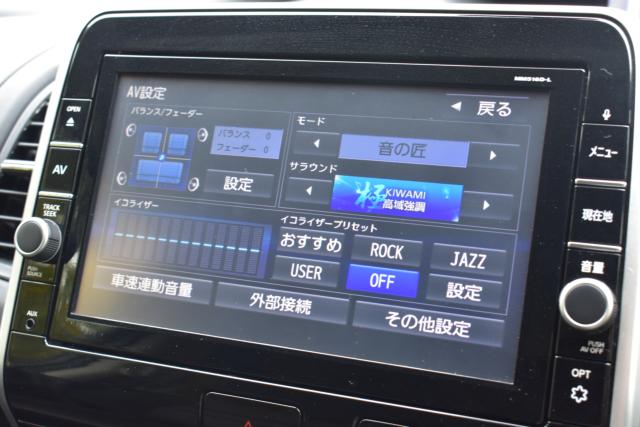 MM516D-L
OPEN
AV
TRACK
SEEK
PUSH
SOURCE
AUX
AV設定
戻る
バランス/フェーダー
バランス 0
フェーダー 0
設定
モード
音の匠
サラウンド
極 KIWAMI
高域強調
イコライザー
イコライザープリセット
おすすめ
ROCK
JAZZ
USER
OFF
設定
車速連動音量
外部接続
その他設定
メニュー
現在地
音量
PUSH
AV OFF
OPT